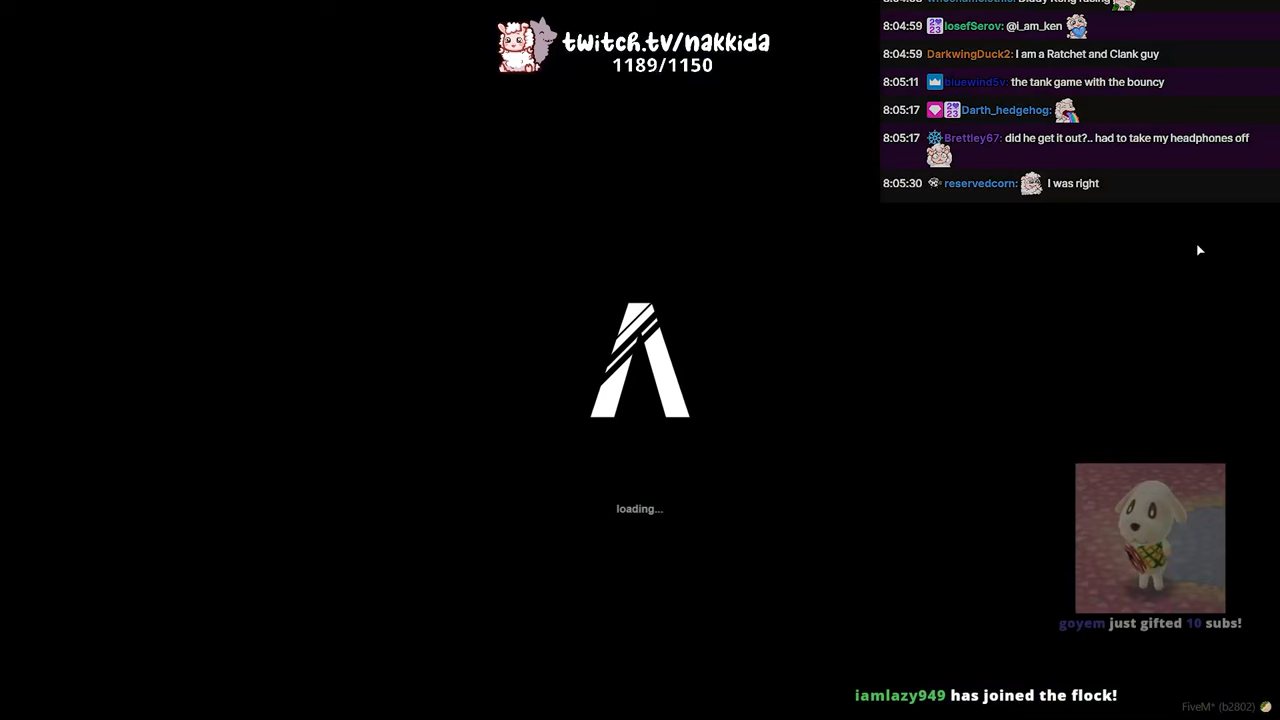 twitch.tv/nakkida
1189/1150
8:04:59 IosefSerov: @i_am_ken
8:04:59 DarkwingDuck2: I am a Ratchet and Clank guy
8:05:11 bluewind5v: the tank game with the bouncy
8:05:17 Darth_hedgehog:
8:05:17 Brettley67: did he get it out?.. had to take my headphones off
8:05:30 reservedcorn: I was right
loading...
goyem just gifted 10 subs!
iamlazy949 has joined the flock!
FiveM* (b2802)